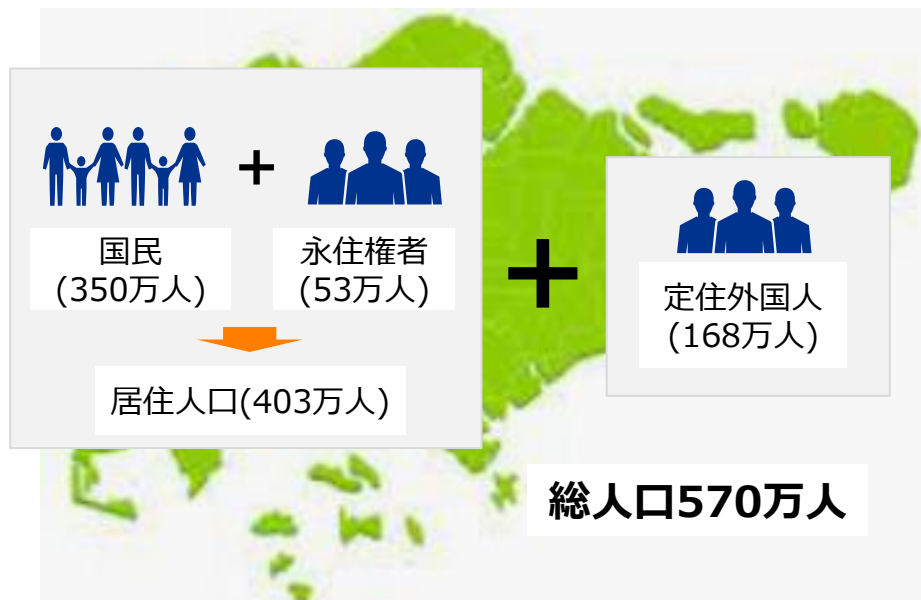 国民
(350万人)
+
永住権者
(53万人)
居住人口(403万人)
+
定住外国人
(168万人)
総人口570万人